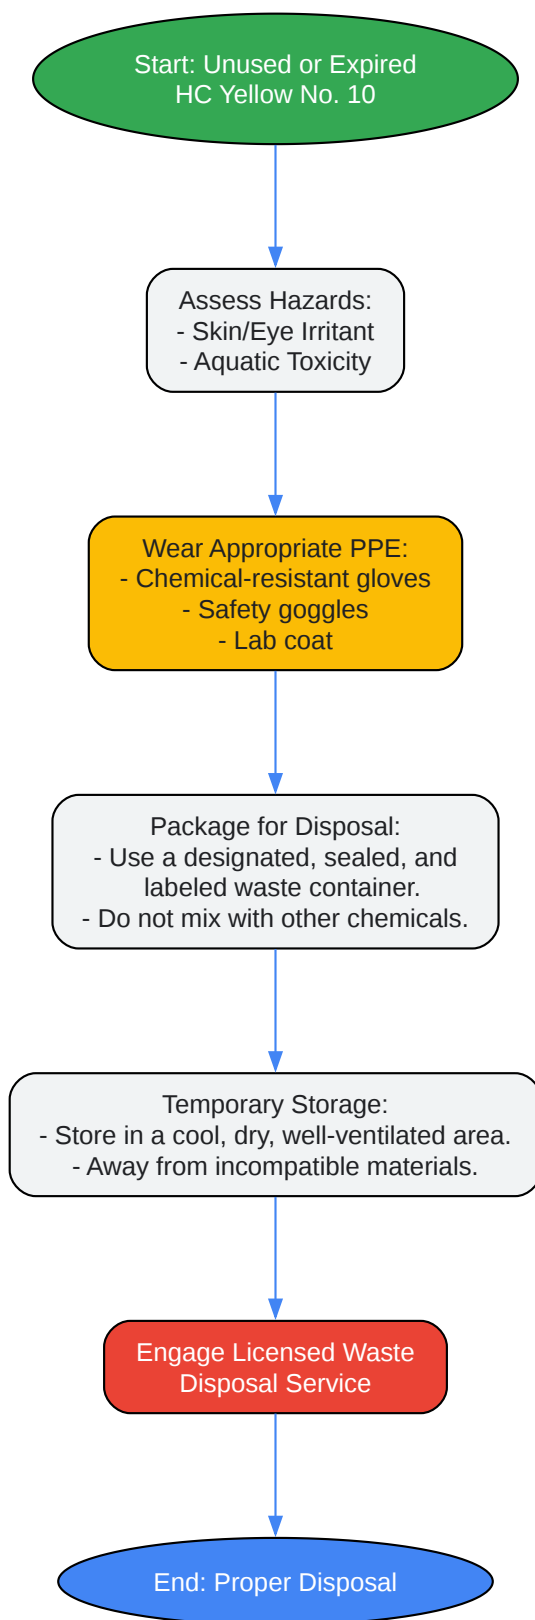 Start: Unused or Expired
HC Yellow No. 10
Assess Hazards:
- Skin/Eye Irritant
- Aquatic Toxicity
Wear Appropriate PPE:
- Chemical-resistant gloves
- Safety goggles
- Lab coat
Package for Disposal:
- Use a designated, sealed, and
labeled waste container.
- Do not mix with other chemicals.
Temporary Storage:
- Store in a cool, dry, well-ventilated area.
- Away from incompatible materials.
Engage Licensed Waste
Disposal Service
End: Proper Disposal